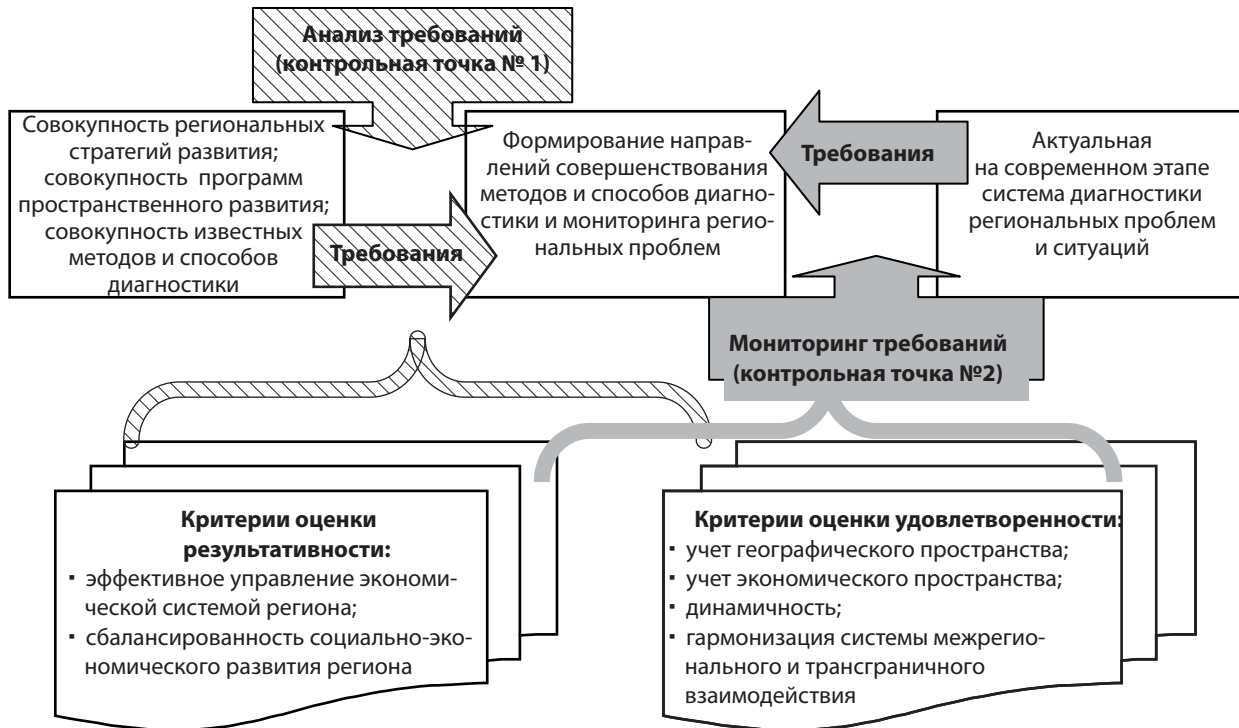 Анализ требований
(контрольная точка № 1)
Совокупность региональных
стратегий развития;
совокупность программ
пространственного развития;
совокупность известных
методов и способов
диагностики
Требования
Формирование направ-
лений совершенствования
методов и способов диагно-
стики и мониторинга регио-
нальных проблем
Требования
Актуальная
на современном этапе
система диагностики
региональных проблем
и ситуаций
Мониторинг требований
(контрольная точка №2)
Критерии оценки
результативности:
▪ эффективное управление экономи-
ческой системой региона;
▪ сбалансированность социально-эко-
номического развития региона
Критерии оценки удовлетворенности:
▪ учет географического пространства;
▪ учет экономического пространства;
▪ динамичность;
▪ гармонизация системы межрегио-
нального и трансграничного
взаимодействия